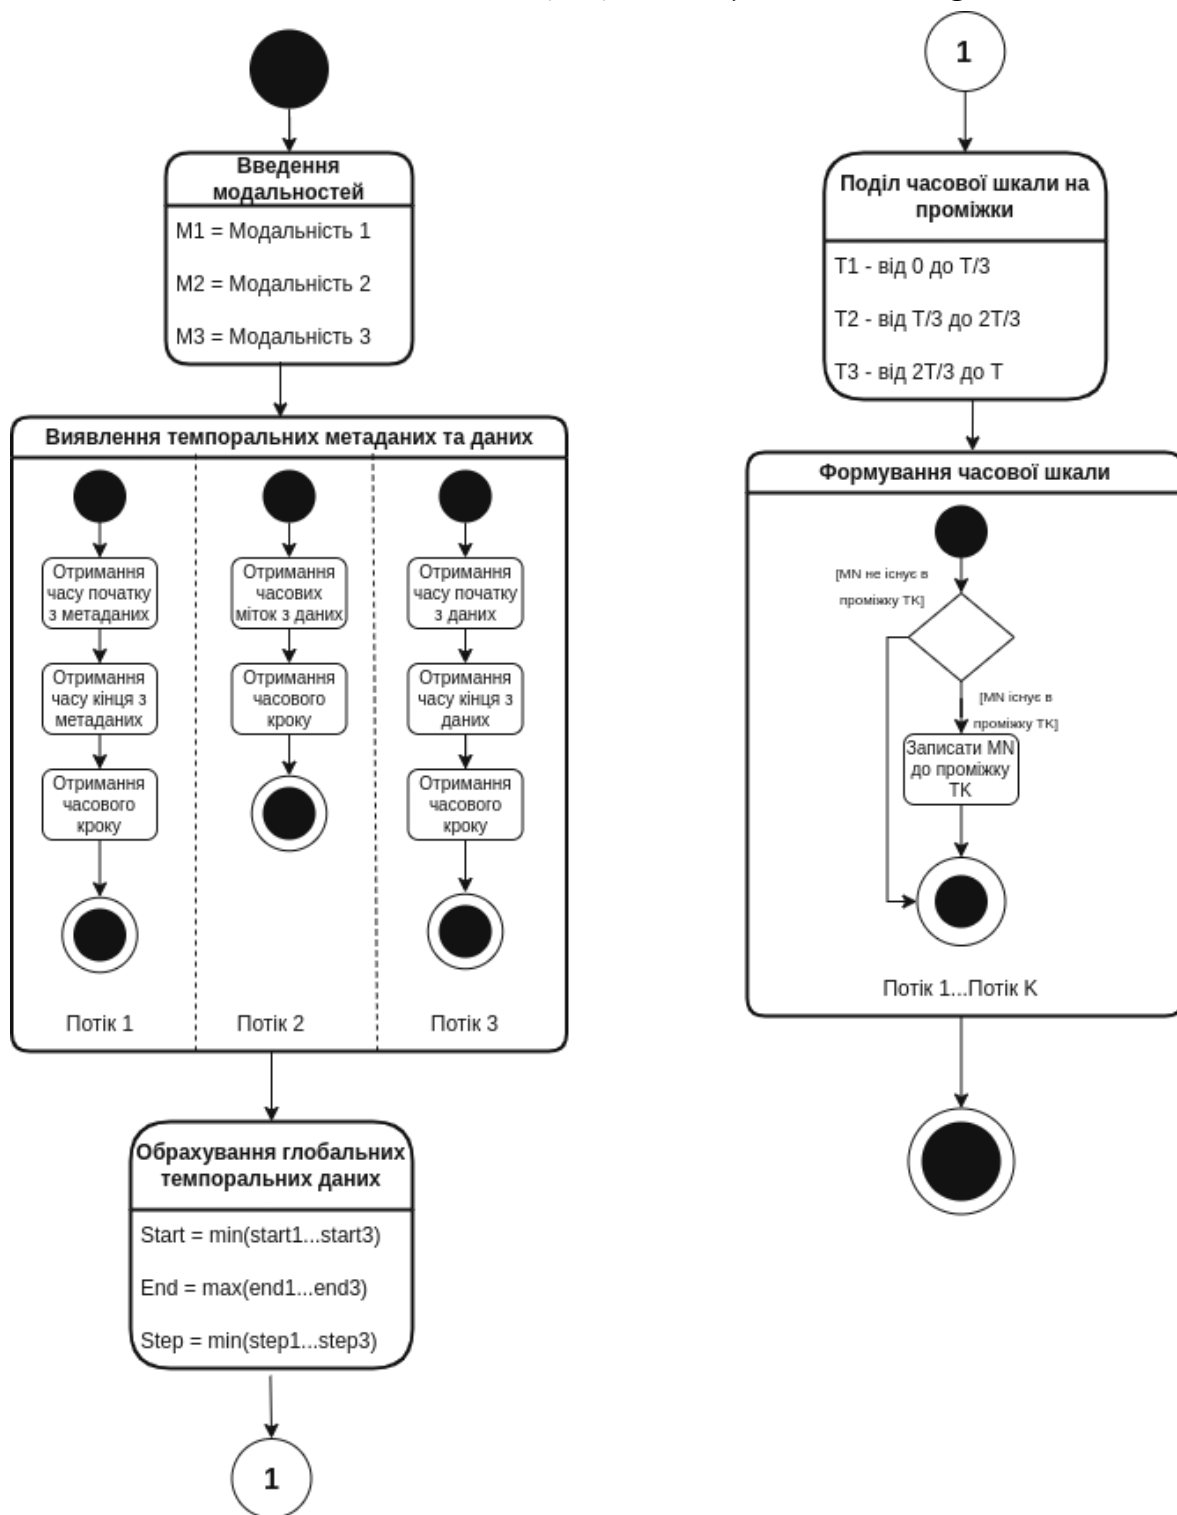 Введення
модальностей
M1 = Модальність 1
M2 = Модальність 2
M3 = Модальність 3
Виявлення темпоральних метаданих та даних
Отримання
часу початку
з метаданих
Отримання
часу кінця з
метаданих
Отримання
часового
кроку
Потік 1
Отримання
часових
міток з даних
Отримання
часового
кроку
Потік 2
Отримання
часу початку
з даних
Отримання
часу кінця з
даних
Отримання
часового
кроку
Потік 3
Обрахування глобальних
темпоральних даних
Start = min(start1...start3)
End = max(end1...end3)
Step = min(step1...step3)
1
1
Поділ часової шкали на
проміжки
T1 - від 0 до T/3
T2 - від T/3 до 2T/3
T3 - від 2T/3 до T
Формування часової шкали
[MN не існує в
проміжку TK]
[MN існує в
проміжку TK]
Записати MN
до проміжку
TK
Потік 1...Потік K